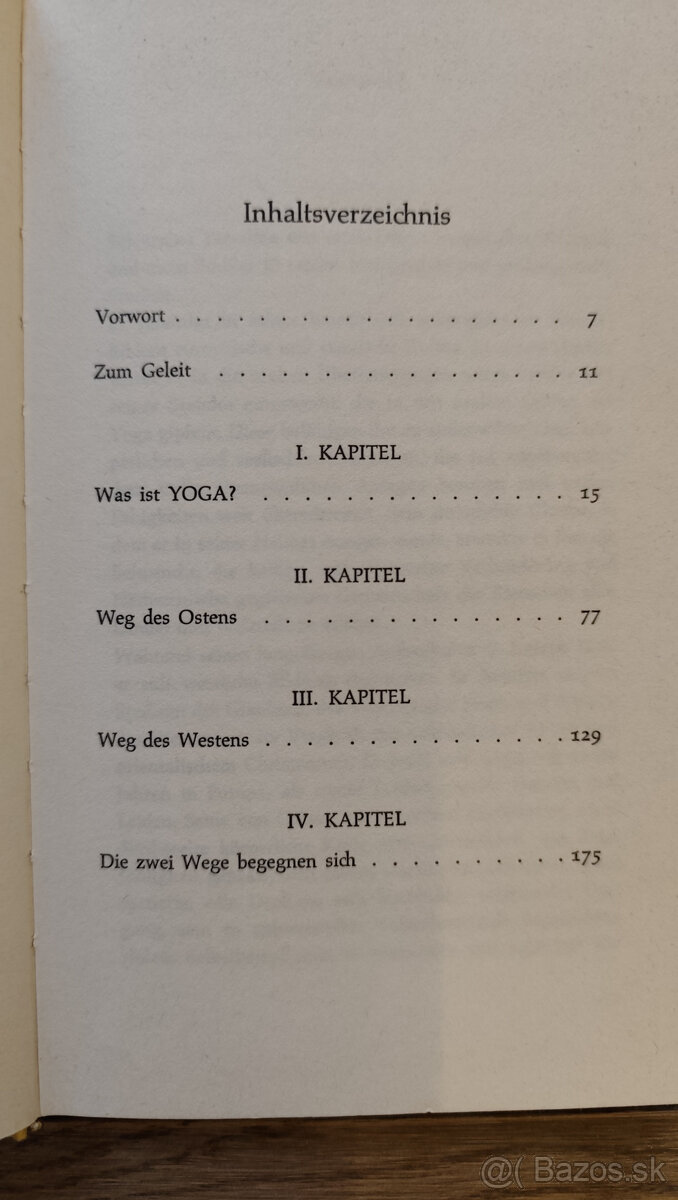 Inhaltsverzeichnis
Vorwort . . . . . . . . . . . . . . . . . . . 7
Zum Geleit . . . . . . . . . . . . . . . . . 11
I. KAPITEL
Was ist YOGA? . . . . . . . . . . . . . . . 15
II. KAPITEL
Weg des Ostens . . . . . . . . . . . . . . . 77
III. KAPITEL
Weg des Westens . . . . . . . . . . . . . . . 129
IV. KAPITEL
Die zwei Wege begegnen sich . . . . . . . . . . 175
@( Bazos.sk